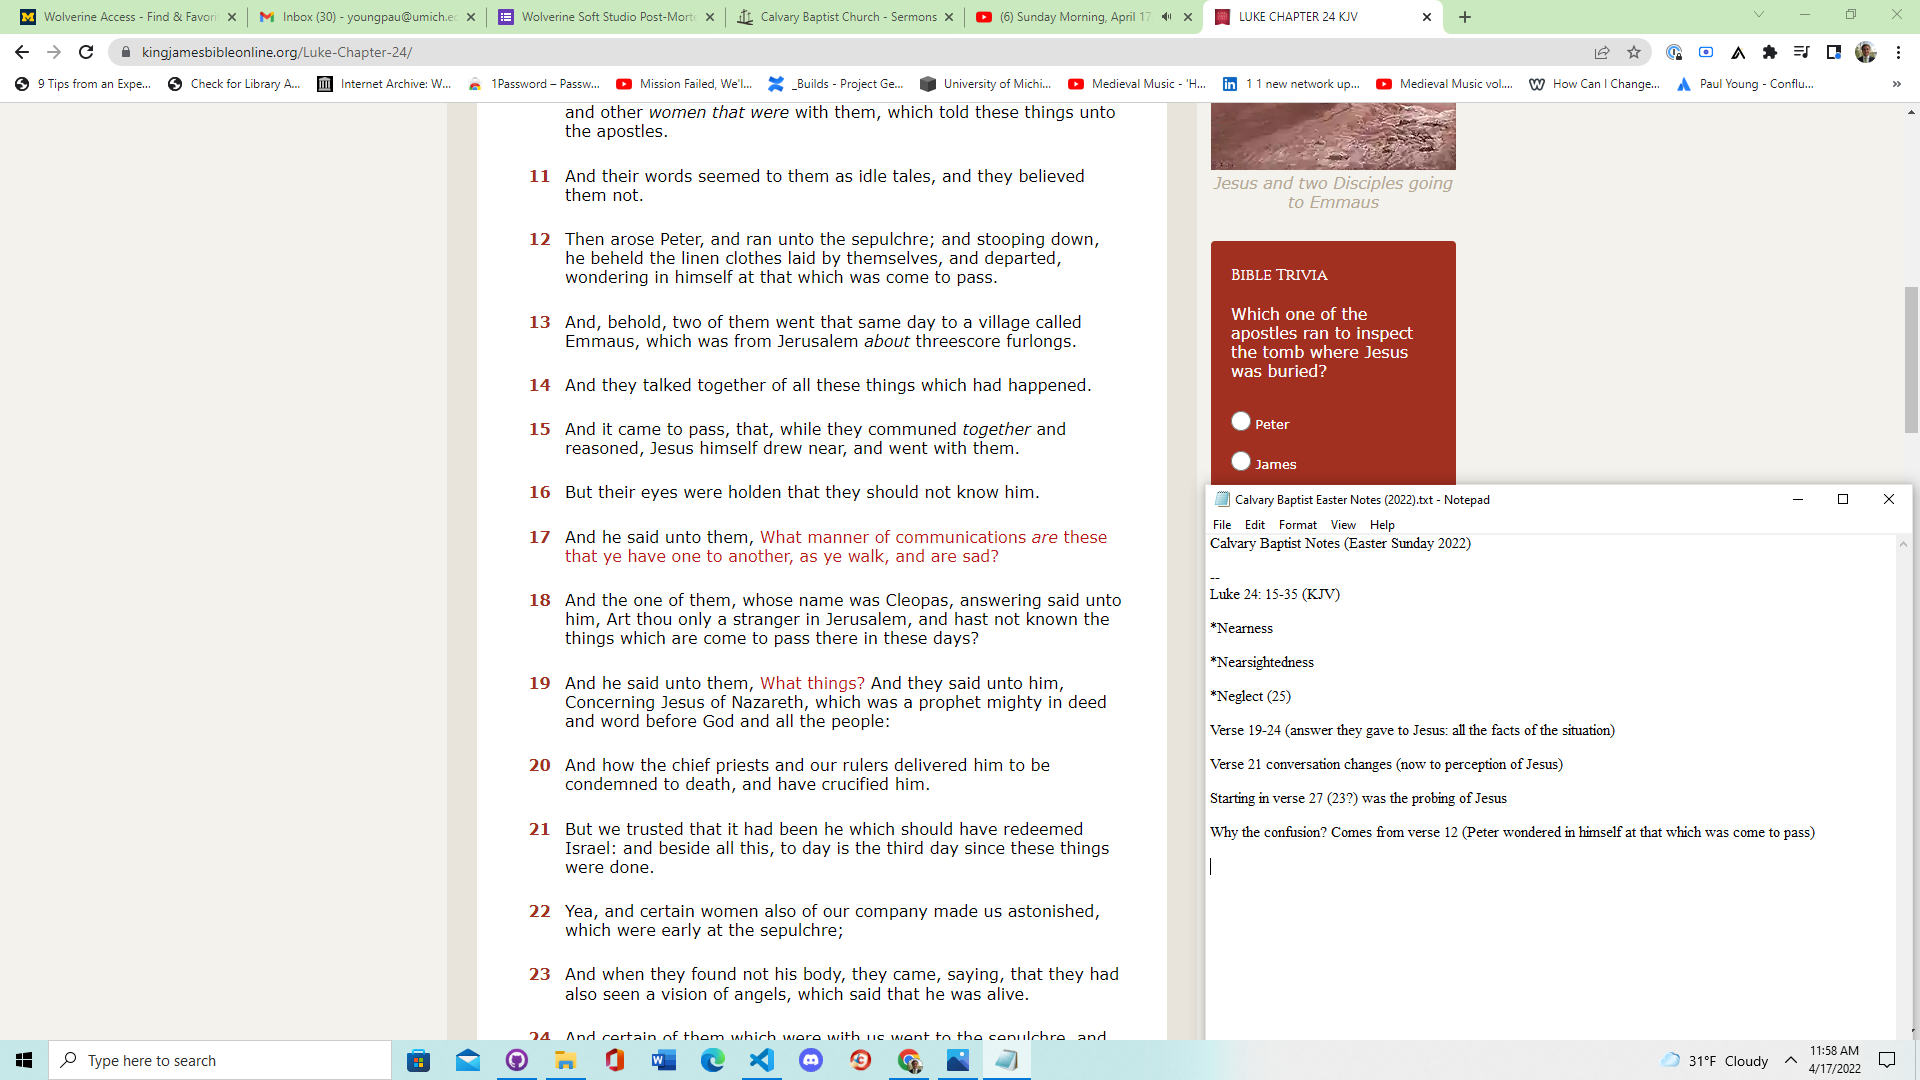 Wolverine Access - Find & Favori
Inbox (30) - youngpau@umich.ed
Wolverine Soft Studio Post-Morte
Calvary Baptist Church - Sermons
(6) Sunday Morning, April 17
LUKE CHAPTER 24 KJV
kingjamesbibleonline.org/Luke-Chapter-24/
9 Tips from an Expe...
Check for Library A...
Internet Archive: W...
1Password – Passw...
Mission Failed, We'l...
_Builds - Project Ge...
University of Michi...
Medieval Music - 'H...
1 1 new network up...
Medieval Music vol....
How Can I Change...
Paul Young - Conflu...
»
and other women that were with them, which told these things unto
the apostles.
11 And their words seemed to them as idle tales, and they believed
them not.
12 Then arose Peter, and ran unto the sepulchre; and stooping down,
he beheld the linen clothes laid by themselves, and departed,
wondering in himself at that which was come to pass.
13 And, behold, two of them went that same day to a village called
Emmaus, which was from Jerusalem about threescore furlongs.
14 And they talked together of all these things which had happened.
15 And it came to pass, that, while they communed together and
reasoned, Jesus himself drew near, and went with them.
16 But their eyes were holden that they should not know him.
17 And he said unto them, What manner of communications are these
that ye have one to another, as ye walk, and are sad?
18 And the one of them, whose name was Cleopas, answering said unto
him, Art thou only a stranger in Jerusalem, and hast not known the
things which are come to pass there in these days?
19 And he said unto them, What things? And they said unto him,
Concerning Jesus of Nazareth, which was a prophet mighty in deed
and word before God and all the people:
20 And how the chief priests and our rulers delivered him to be
condemned to death, and have crucified him.
21 But we trusted that it had been he which should have redeemed
Israel: and beside all this, to day is the third day since these things
were done.
22 Yea, and certain women also of our company made us astonished,
which were early at the sepulchre;
23 And when they found not his body, they came, saying, that they had
also seen a vision of angels, which said that he was alive.
24 And certain of them which were with us went to the sepulchre, and
Jesus and two Disciples going
to Emmaus
BIBLE TRIVIA
Which one of the
apostles ran to inspect
the tomb where Jesus
was buried?
Peter
James
Calvary Baptist Easter Notes (2022).txt - Notepad
File Edit Format View Help
Calvary Baptist Notes (Easter Sunday 2022)
--
Luke 24: 15-35 (KJV)
*Nearness
*Nearsightedness
*Neglect (25)
Verse 19-24 (answer they gave to Jesus: all the facts of the situation)
Verse 21 conversation changes (now to perception of Jesus)
Starting in verse 27 (23?) was the probing of Jesus
Why the confusion? Comes from verse 12 (Peter wondered in himself at that which was come to pass)
Type here to search
31°F Cloudy
11:58 AM
4/17/2022